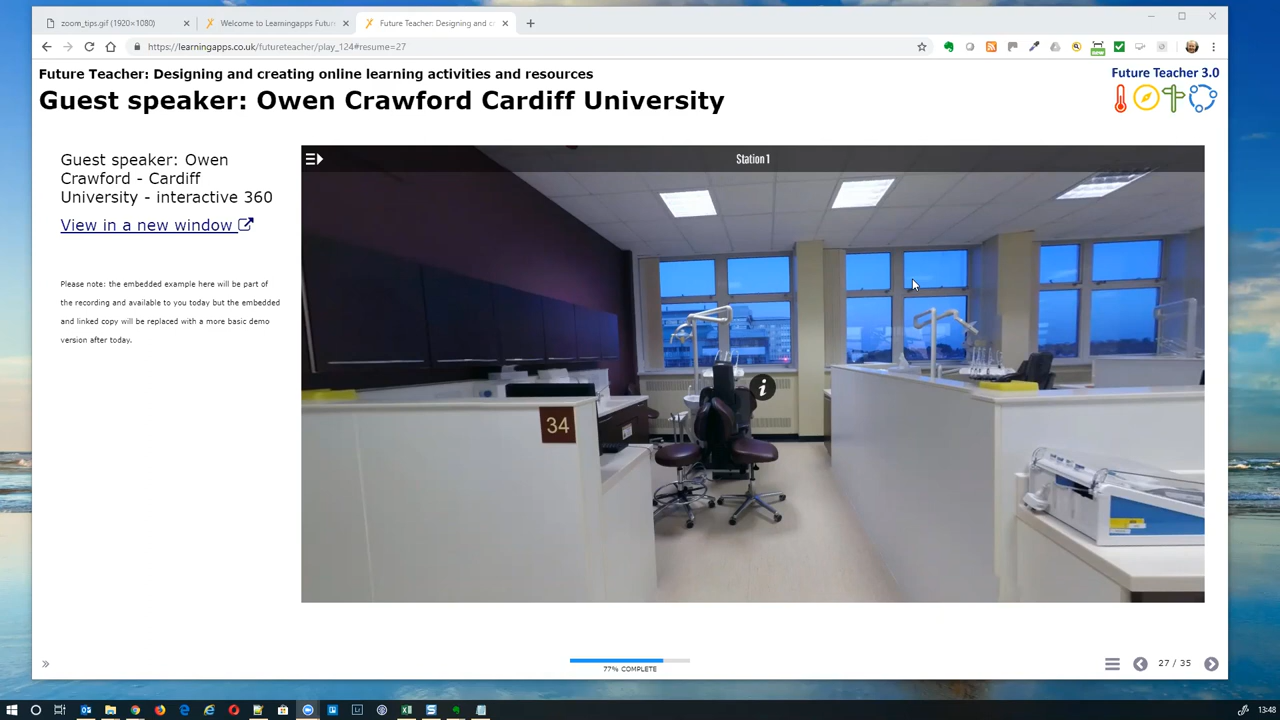 zoom_tips.gif (1920×1080)
Welcome to Learningapps Futur
Future Teacher: Designing and c
https://learningapps.co.uk/futureteacher/play_124#resume=27
Future Teacher: Designing and creating online learning activities and resources
Guest speaker: Owen Crawford Cardiff University
Future Teacher 3.0
Guest speaker: Owen
Crawford - Cardiff
University - interactive 360
View in a new window
Please note: the embedded example here will be part of
the recording and available to you today but the embedded
and linked copy will be replaced with a more basic demo
version after today.
Station 1
i
34
77% COMPLETE
27 / 35
13:48